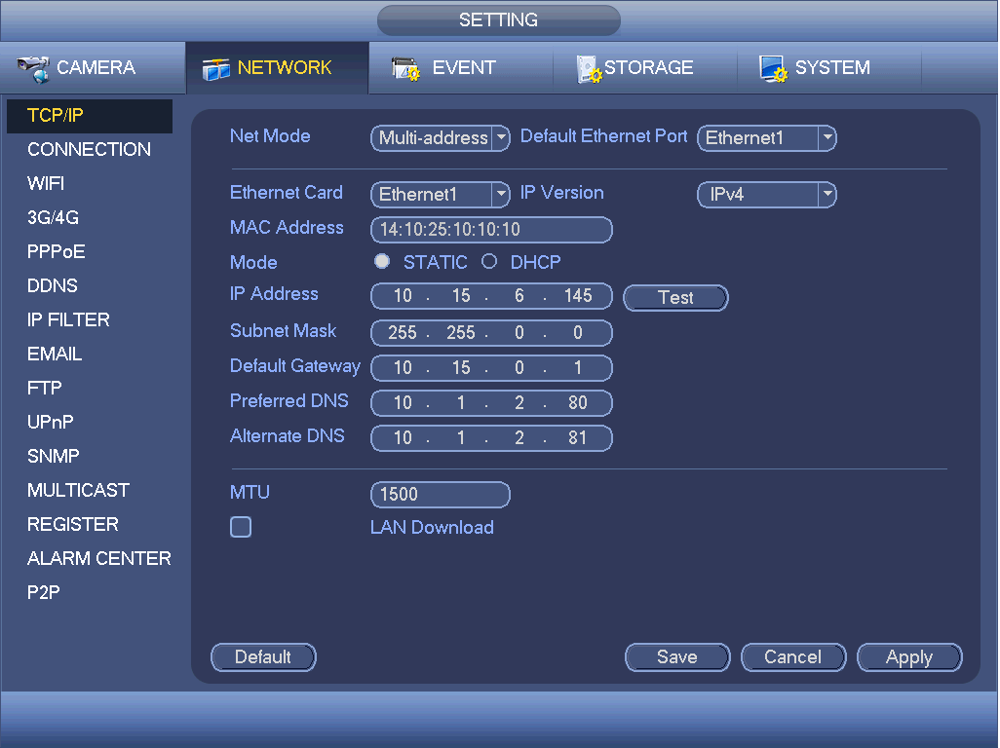 SETTING
CAMERA NETWORK EVENT STORAGE SYSTEM
TCP/IP
CONNECTION
WIFI
3G/4G
PPPoE
DDNS
IP FILTER
EMAIL
FTP
UPnP
SNMP
MULTICAST
REGISTER
ALARM CENTER
P2P
Net Mode Multi-address Default Ethernet Port Ethernet1
Ethernet Card Ethernet1 IP Version IPv4
MAC Address 14:10:25:10:10:10
Mode STATIC DHCP
IP Address 10 . 15 . 6 . 145 Test
Subnet Mask 255 . 255 . 0 . 0
Default Gateway 10 . 15 . 0 . 1
Preferred DNS 10 . 1 . 2 . 80
Alternate DNS 10 . 1 . 2 . 81
MTU 1500
LAN Download
Default Save Cancel Apply